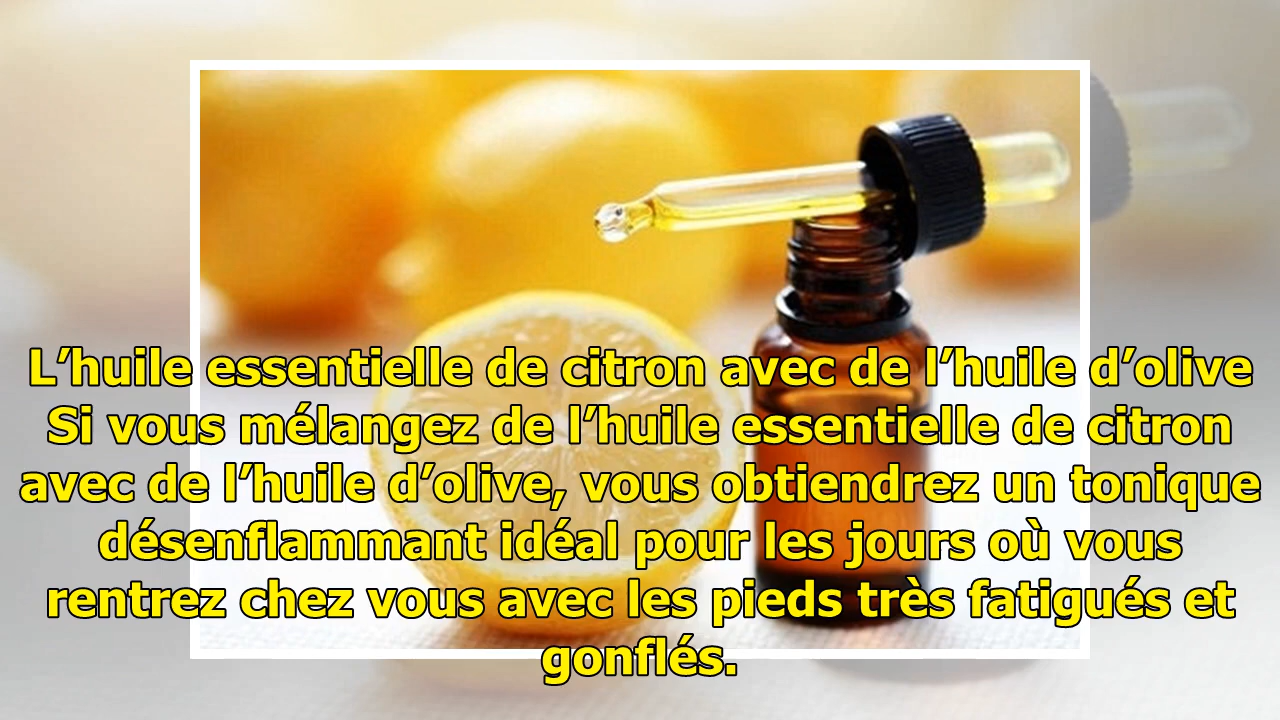 L’huile essentielle de citron avec de l’huile d’olive
Si vous mélangez de l’huile essentielle de citron
avec de l’huile d’olive, vous obtiendrez un tonique
désenflammant idéal pour les jours où vous
rentrez chez vous avec les pieds très fatigués et
gonflés.